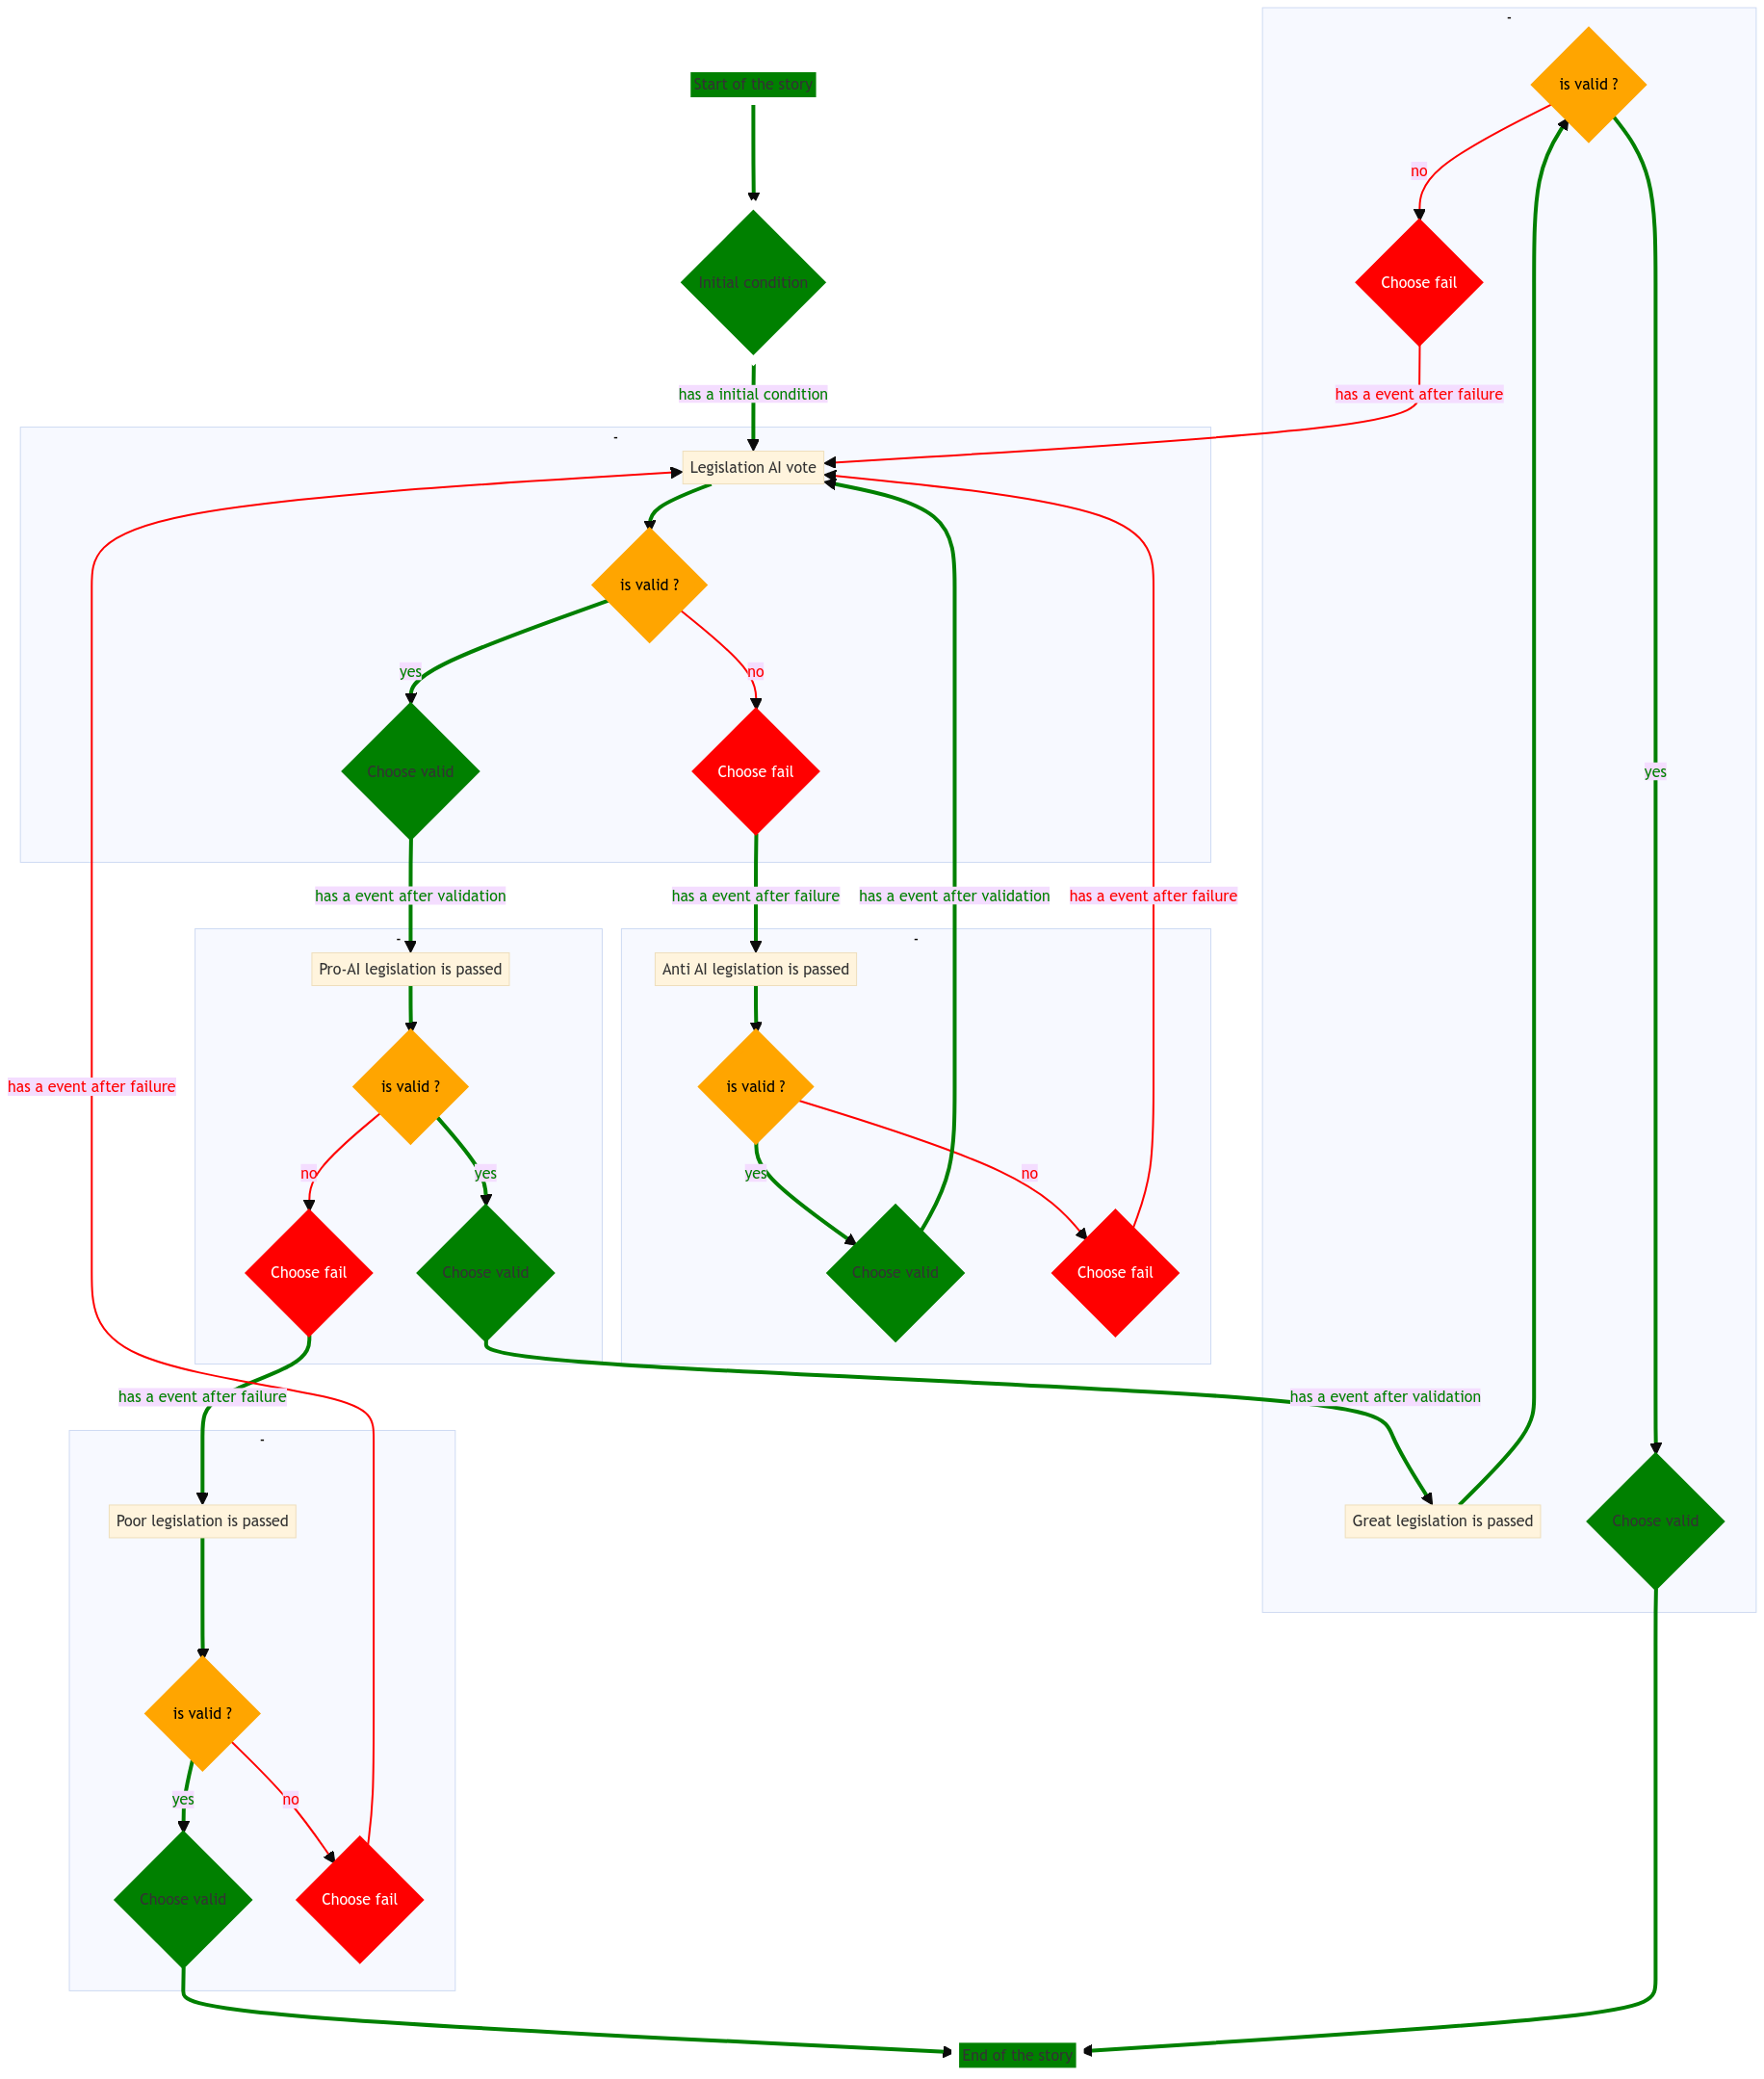 -
is valid ?
Start of the story
no
Initial condition
Choose fail
has a initial condition
has a event after failure
-
Legislation AI vote
is valid ?
yes
no
yes
Choose valid
Choose fail
has a event after validation
has a event after failure
has a event after validation
has a event after failure
-
-
Pro-AI legislation is passed
Anti AI legislation is passed
has a event after failure
is valid ?
is valid ?
no
yes
yes
no
Choose fail
Choose valid
Choose valid
Choose fail
has a event after failure
has a event after validation
-
Poor legislation is passed
Great legislation is passed
Choose valid
is valid ?
yes
no
Choose valid
Choose fail
End of the story